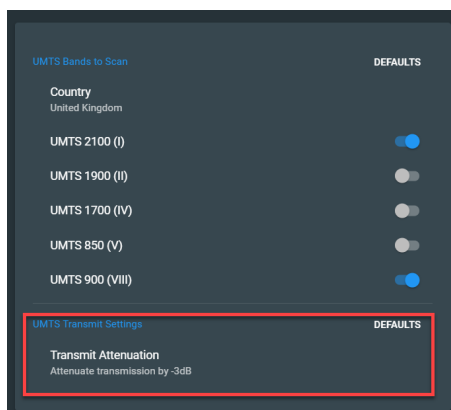 UMTS Bands to Scan DEFAULTS
Country
United Kingdom
UMTS 2100 (I)
UMTS 1900 (II)
UMTS 1700 (IV)
UMTS 850 (V)
UMTS 900 (VIII)
UMTS Transmit Settings DEFAULTS
Transmit Attenuation
Attenuate transmission by -3dB